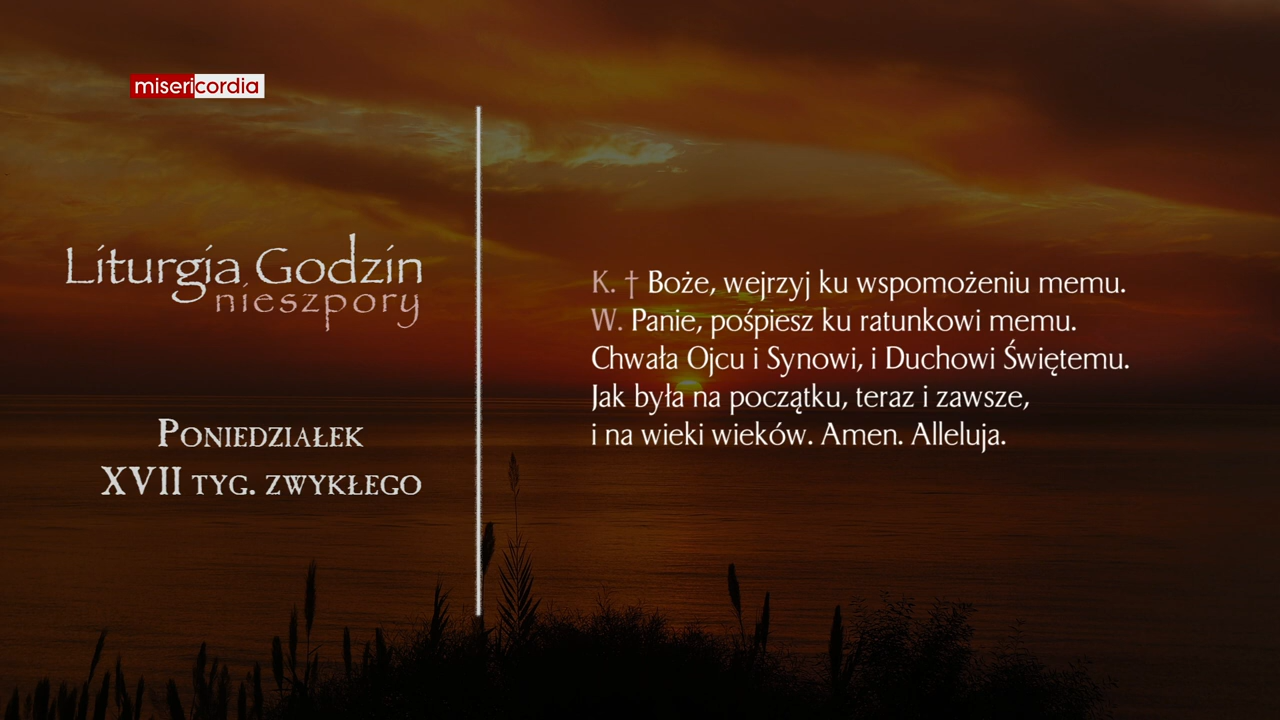 misericordia
Liturgia Godzin
nieszpory
Poniedziałek
XVII tyg. zwykłego
K. † Boże, wejrzyj ku wspomożeniu memu.
W. Panie, pośpiesz ku ratunkowi memu.
Chwała Ojcu i Synowi, i Duchowi Świętemu.
Jak była na początku, teraz i zawsze,
i na wieki wieków. Amen. Alleluja.